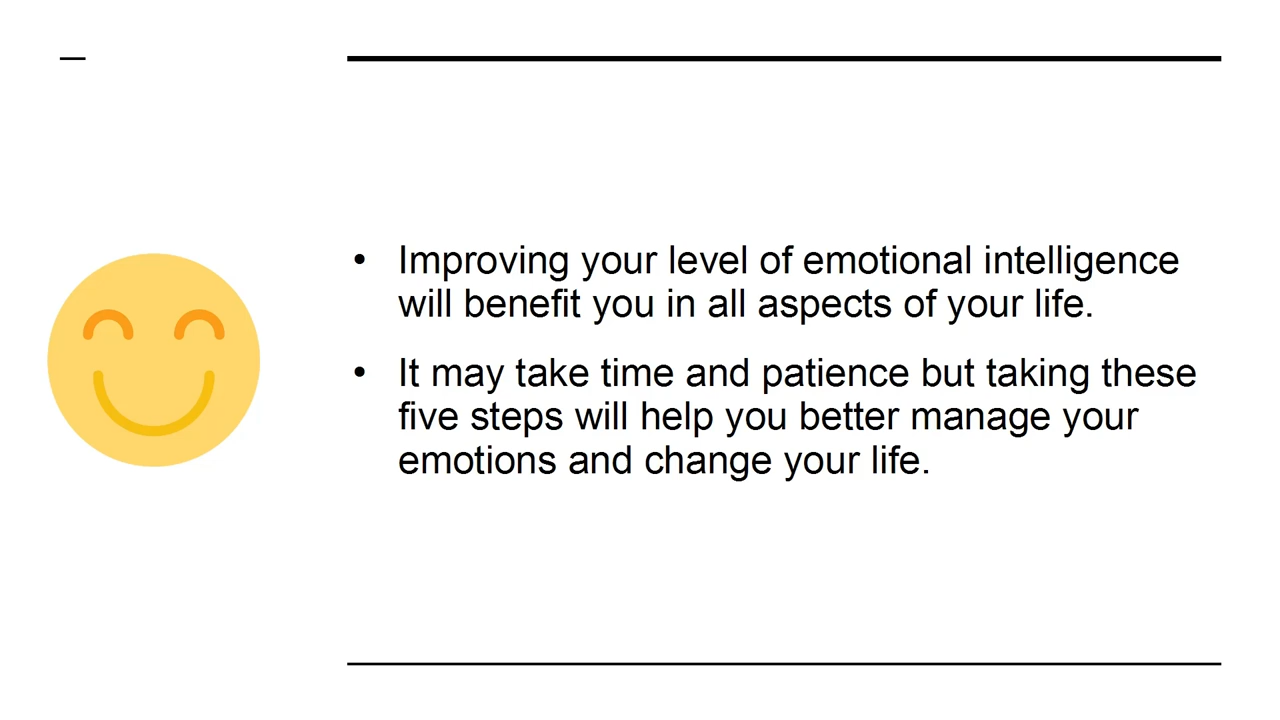 • Improving your level of emotional intelligence
will benefit you in all aspects of your life.
• It may take time and patience but taking these
five steps will help you better manage your
emotions and change your life.